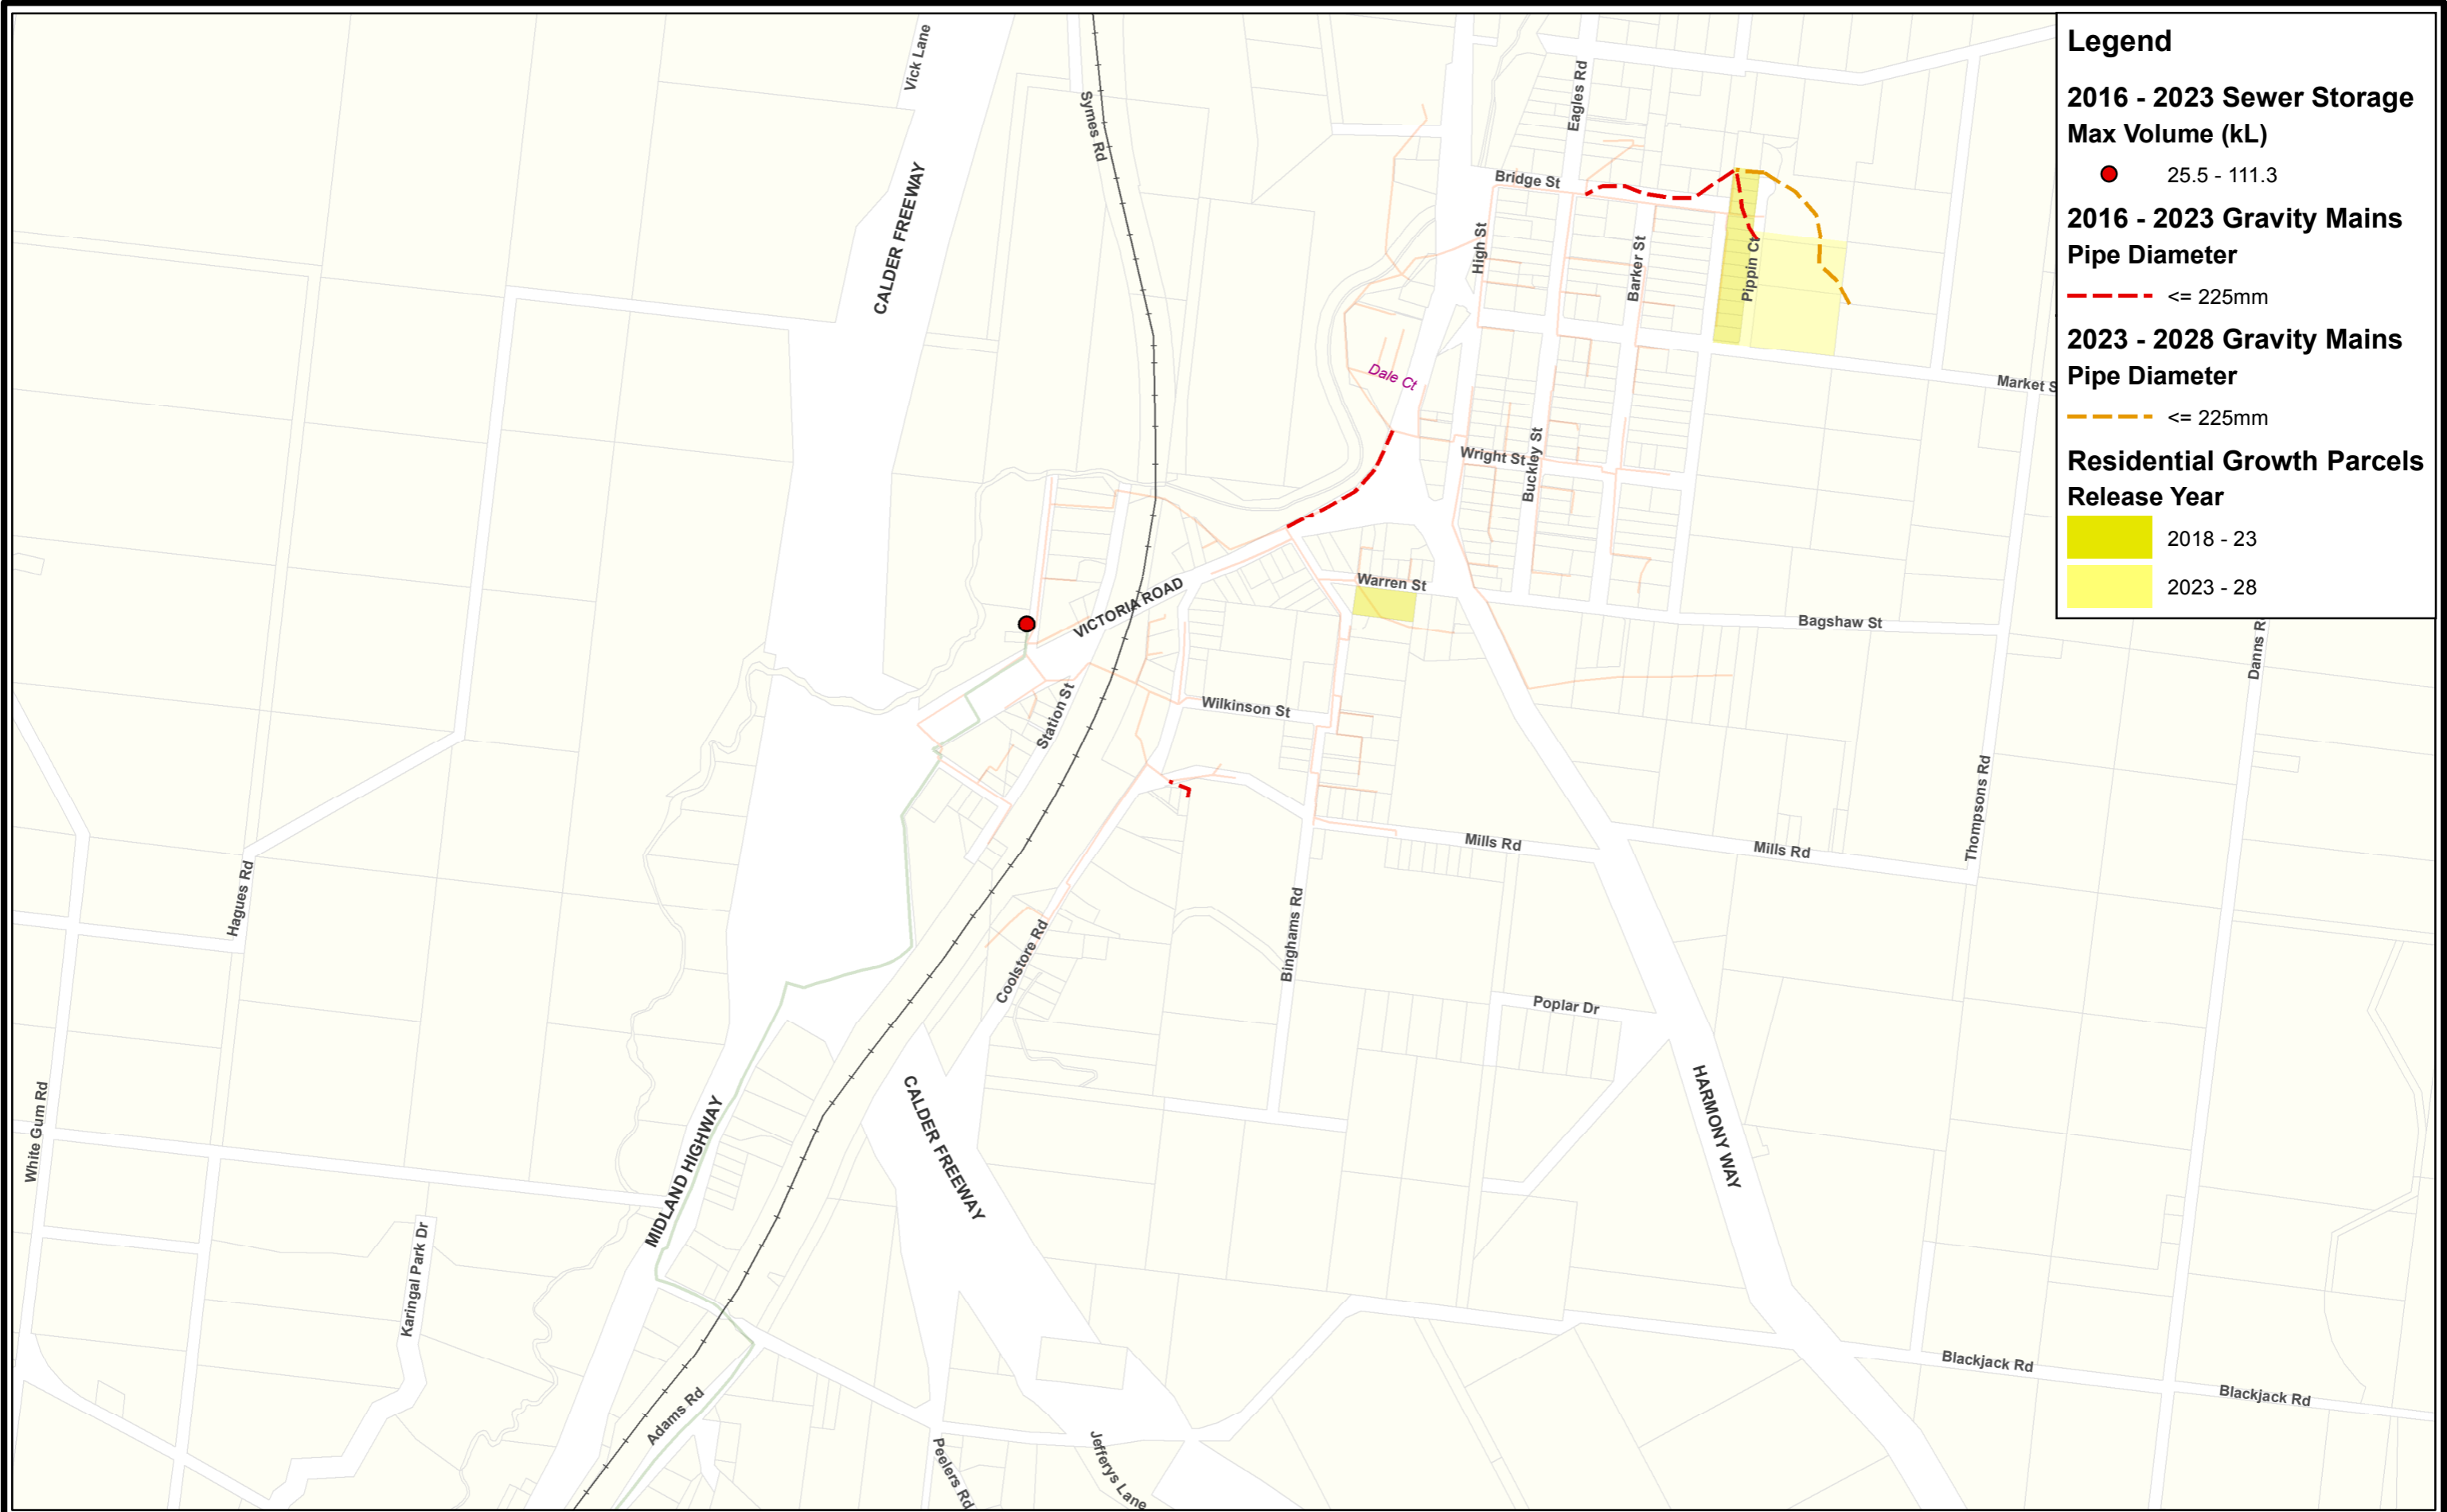 Legend
2016 - 2023 Sewer Storage
Max Volume (kL)
25.5 - 111.3
2016 - 2023 Gravity Mains
Pipe Diameter
<= 225mm
2023 - 2028 Gravity Mains
Pipe Diameter
<= 225mm
Residential Growth Parcels
Release Year
2018 - 23
2023 - 28
Vick Lane
CALDER FREEWAY
Symes Rd
Eagles Rd
Bridge St
High St
Barker St
Pippin Ct
Dale Ct
Market S
Wright St
Buckley St
Warren St
VICTORIA ROAD
Bagshaw St
Danns R
Station St
Wilkinson St
Thompsons Rd
Mills Rd
Mills Rd
Hagues Rd
Binghams Rd
Coolstore Rd
Poplar Dr
White Gum Rd
MIDLAND HIGHWAY
CALDER FREEWAY
HARMONY WAY
Karingal Park Dr
Blackjack Rd
Blackjack Rd
Adams Rd
Peelers Rd
Jefferys Lane